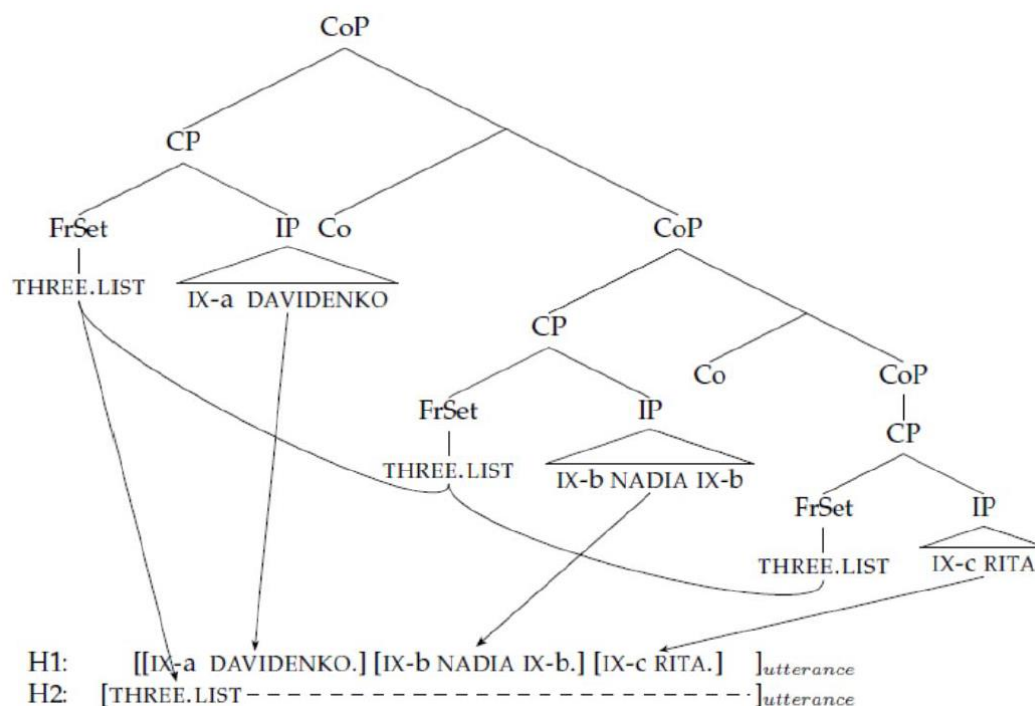 CoP
CP
FrSet IP Co CoP
THREE.LIST IX-a DAVIDENKO
CP
Co CoP
FrSet IP
CP
THREE.LIST IX-b NADIA IX-b
FrSet IP
THREE.LIST IX-c RITA
H1: [[IX-a DAVIDENKO.] [IX-b NADIA IX-b.] [IX-c RITA.] ]utterance
H2: [THREE.LIST ------------------------------ ]utterance